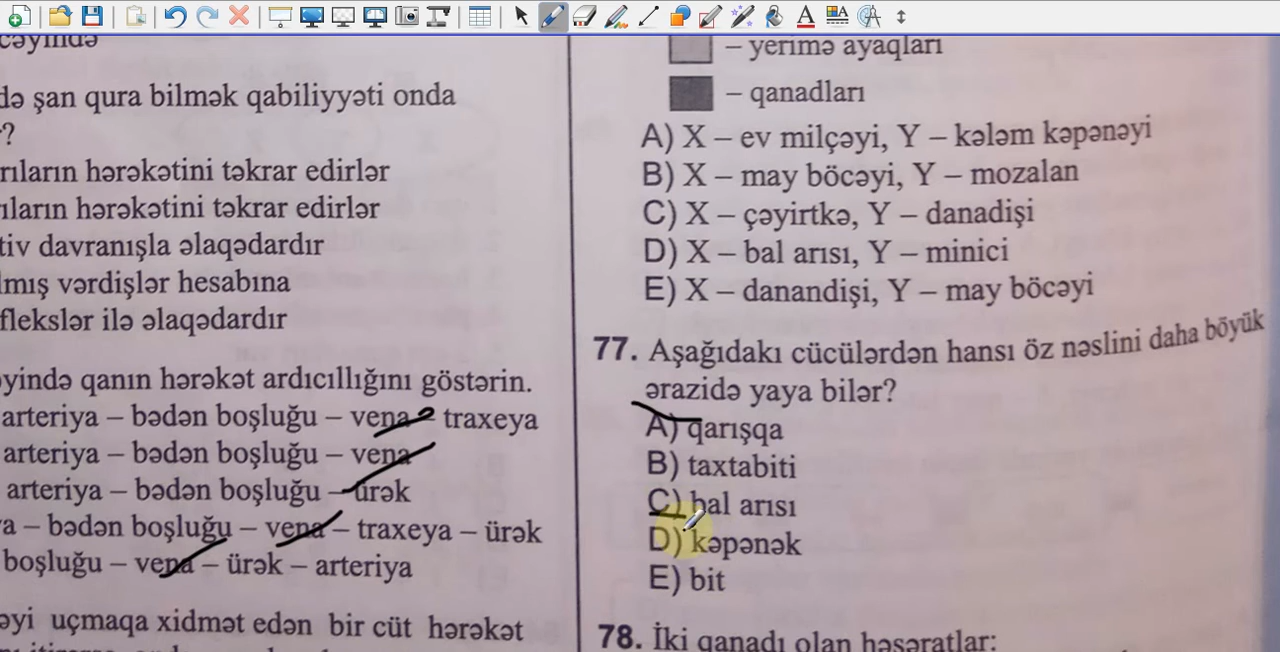 cəyində
də şan qura bilmək qabiliyyəti onda
?
rıların hərəkətini təkrar edirlər
ıların hərəkətini təkrar edirlər
tiv davranışla əlaqədardır
lmış vərdişlər hesabına
flekslər ilə əlaqədardır
yində qanın hərəkət ardıcıllığını göstərin.
arteriya – bədən boşluğu – vena – traxeya
arteriya – bədən boşluğu – vena
arteriya – bədən boşluğu – ürək
a – bədən boşluğu – vena – traxeya – ürək
boşluğu – vena – ürək – arteriya
əyi uçmaqa xidmət edən bir cüt hərəkət
– yerimə ayaqları
– qanadları
A) X – ev milçəyi, Y – kələm kəpənəyi
B) X – may böcəyi, Y – mozalan
C) X – çəyirtkə, Y – danadişi
D) X – bal arısı, Y – minici
E) X – danandişi, Y – may böcəyi
77. Aşağıdakı cücülərdən hansı öz nəslini daha böyük
ərazidə yaya bilər?
A) qarışqa
B) taxtabiti
C) bal arısı
D) kəpənək
E) bit
78. İki qanadı olan həşəratlar: